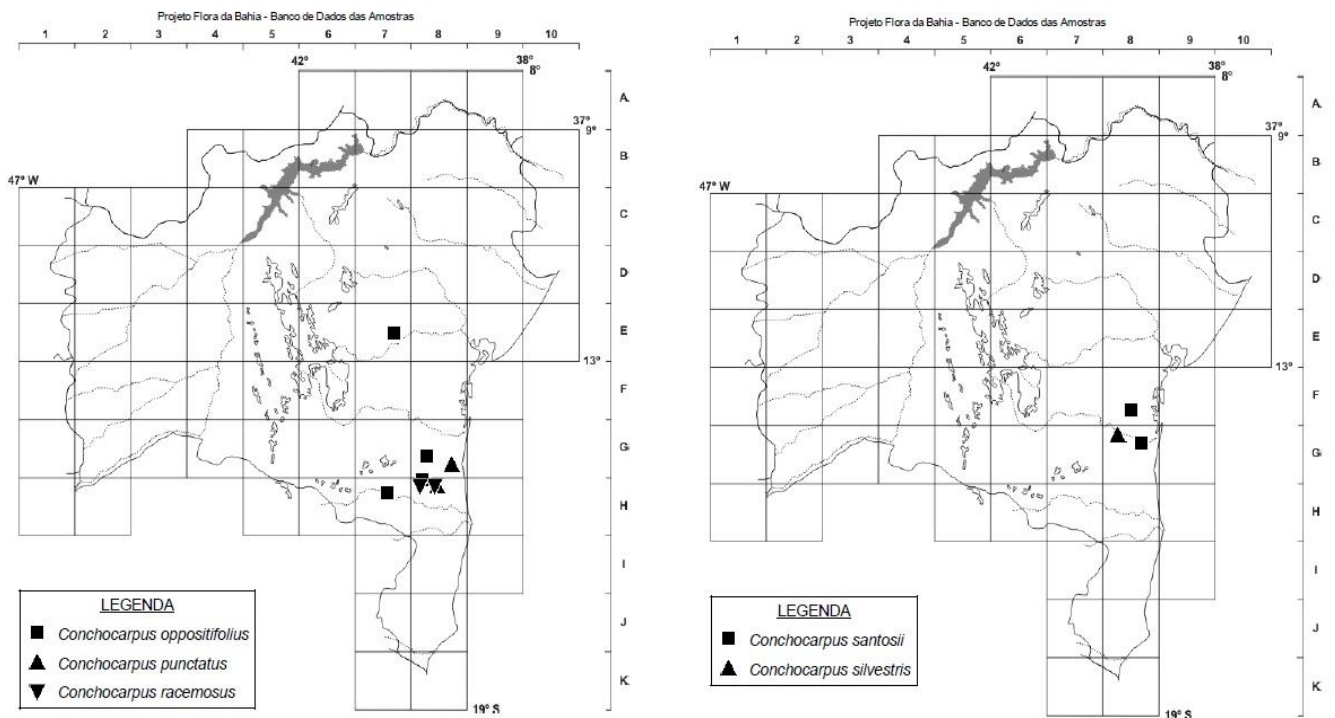 Projeto Flora da Bahia - Banco de Dados das Amostras
1 2 3 4 5 6 7 8 9 10
42° 38°
8°
A
37°
9°
B
47° W
C
D
E
13°
F
G
H
I
J
K
19° S
LEGENDA
Conchocarpus oppositifolius
Conchocarpus punctatus
Conchocarpus racemosus
Projeto Flora da Bahia - Banco de Dados das Amostras
1 2 3 4 5 6 7 8 9 10
42° 38°
8°
A
37°
9°
B
47° W
C
D
E
13°
F
G
H
I
J
K
19° S
LEGENDA
Conchocarpus santosii
Conchocarpus silvestris